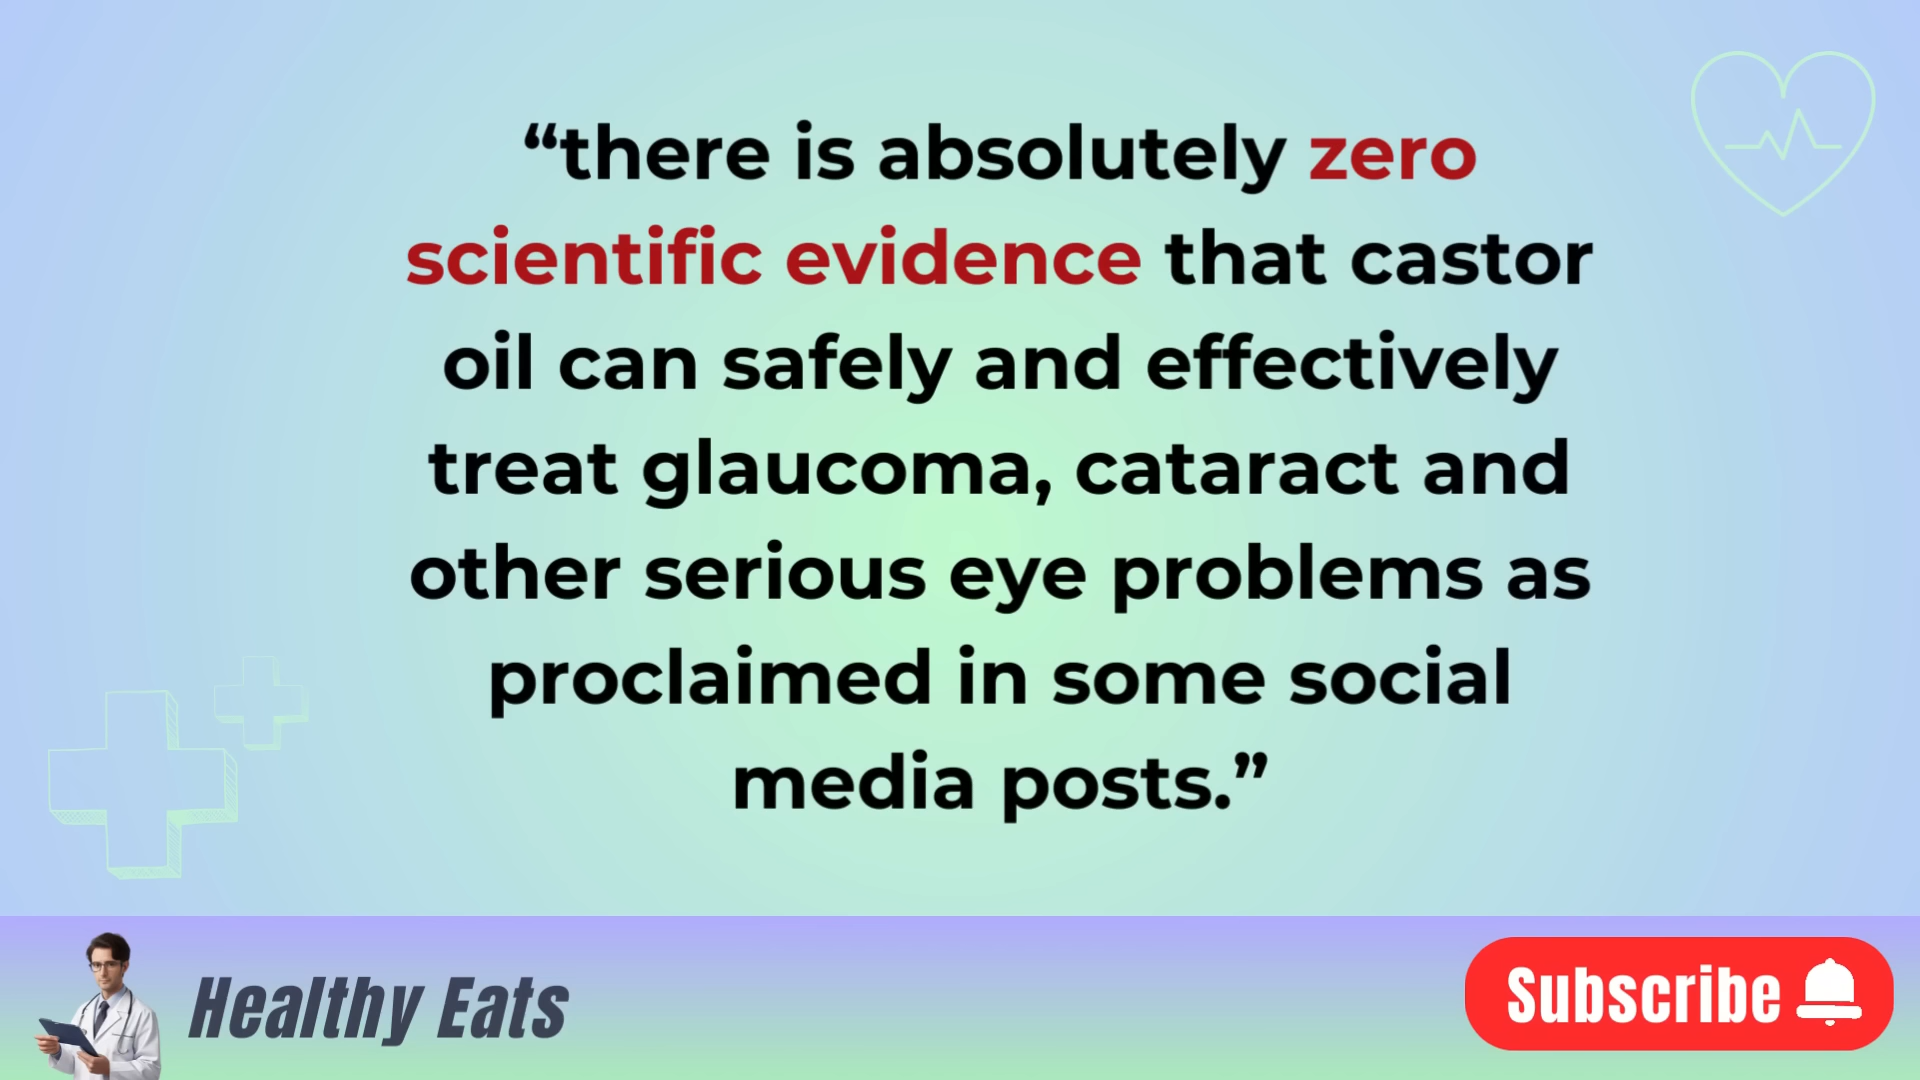 “there is absolutely zero
scientific evidence that castor
oil can safely and effectively
treat glaucoma, cataract and
other serious eye problems as
proclaimed in some social
media posts.”
Healthy Eats
Subscribe